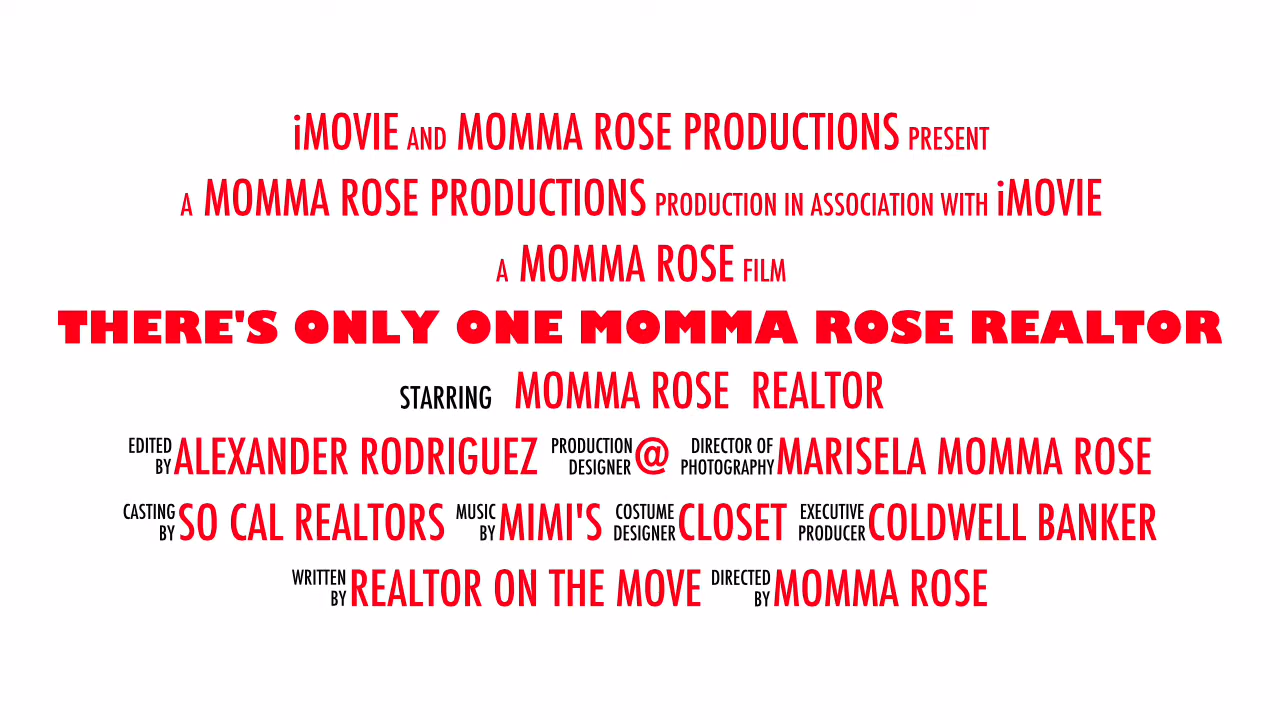 iMOVIE AND MOMMA ROSE PRODUCTIONS PRESENT
A MOMMA ROSE PRODUCTIONS PRODUCTION IN ASSOCIATION WITH iMOVIE
A MOMMA ROSE FILM
THERE'S ONLY ONE MOMMA ROSE REALTOR
STARRING MOMMA ROSE REALTOR
EDITED BY ALEXANDER RODRIGUEZ PRODUCTION DESIGNER @ DIRECTOR OF PHOTOGRAPHY MARISELA MOMMA ROSE
CASTING BY SO CAL REALTORS MUSIC BY MIMI'S COSTUME DESIGNER CLOSET EXECUTIVE PRODUCER COLDWELL BANKER
WRITTEN BY REALTOR ON THE MOVE DIRECTED BY MOMMA ROSE